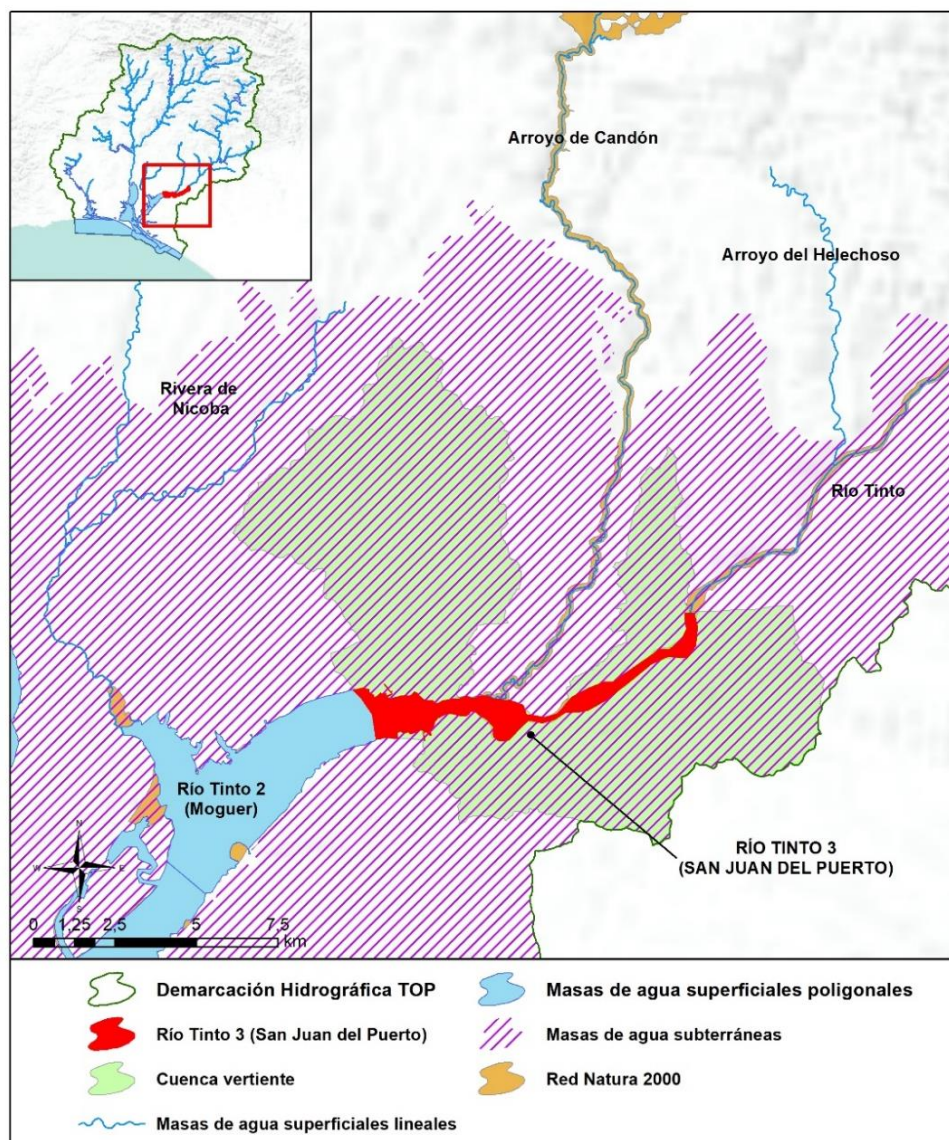 Arroyo de Candón
Arroyo del Helechoso
Rivera de
Nicoba
Río Tinto
Río Tinto 2
(Moguer)
RÍO TINTO 3
(SAN JUAN DEL PUERTO)
N
W E
S
0 1,25 2,5 5 7,5
km
Demarcación Hidrográfica TOP
Masas de agua superficiales poligonales
Río Tinto 3 (San Juan del Puerto)
Masas de agua subterráneas
Cuenca vertiente
Red Natura 2000
Masas de agua superficiales lineales